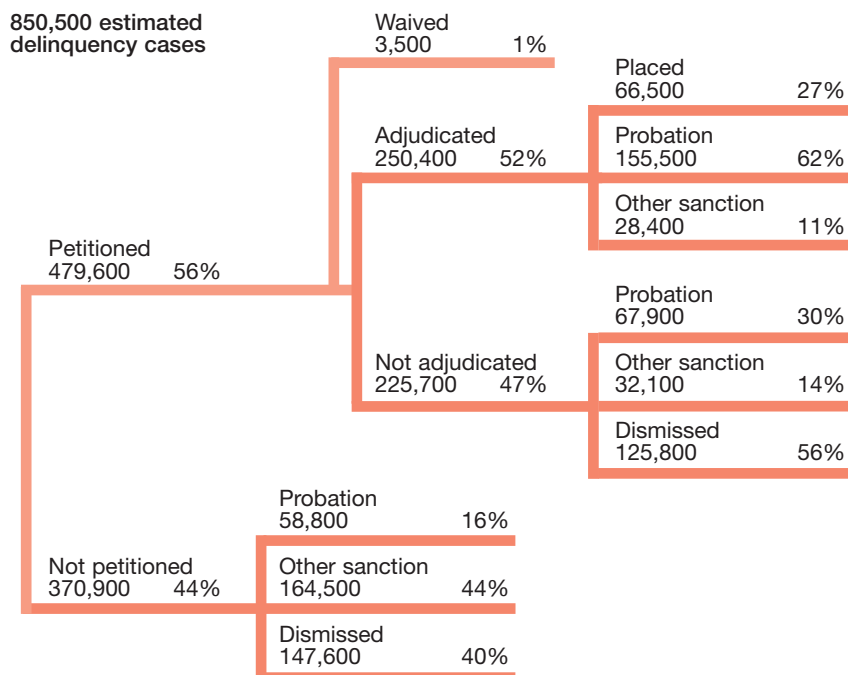 850,500 estimated
delinquency cases
Waived
3,500 1%
Placed
66,500 27%
Adjudicated
250,400 52%
Probation
155,500 62%
Other sanction
28,400 11%
Petitioned
479,600 56%
Probation
67,900 30%
Not adjudicated
225,700 47%
Other sanction
32,100 14%
Dismissed
125,800 56%
Probation
58,800 16%
Not petitioned
370,900 44%
Other sanction
164,500 44%
Dismissed
147,600 40%